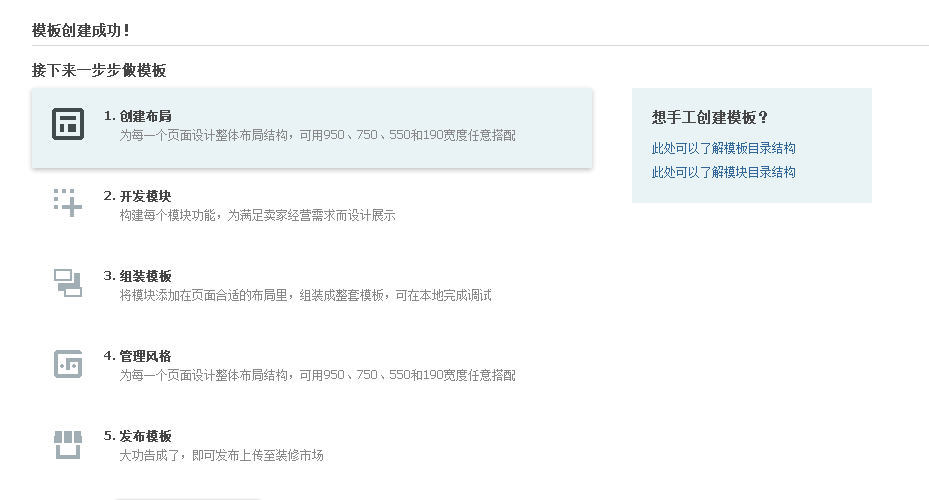 模板创建成功！
接下来一步步做模板
1. 创建布局
为每一个页面设计整体布局结构，可用950、750、550和190宽度任意搭配
2. 开发模块
构建每个模块功能，为满足卖家经营需求而设计展示
3. 组装模板
将模块添加在页面合适的布局里，组装成整套模板，可在本地完成调试
4. 管理风格
为每一个页面设计整体布局结构，可用950、750、550和190宽度任意搭配
5. 发布模板
大功告成了，即可发布上传至装修市场
想手工创建模板？
此处可以了解模板目录结构
此处可以了解模块目录结构